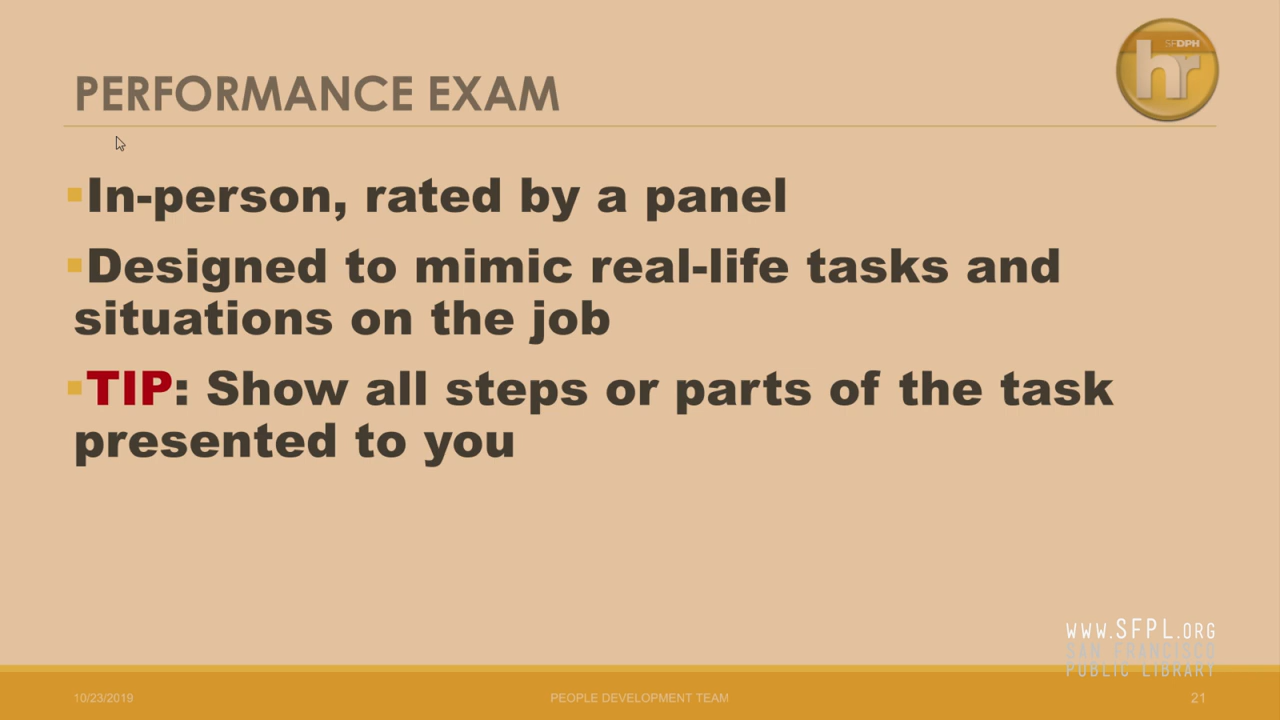 SFDPH
hr
PERFORMANCE EXAM
▪In-person, rated by a panel
▪Designed to mimic real-life tasks and
situations on the job
▪TIP: Show all steps or parts of the task
presented to you
WWW.SFPL.ORG
SAN FRANCISCO
PUBLIC LIBRARY
10/23/2019
PEOPLE DEVELOPMENT TEAM
21